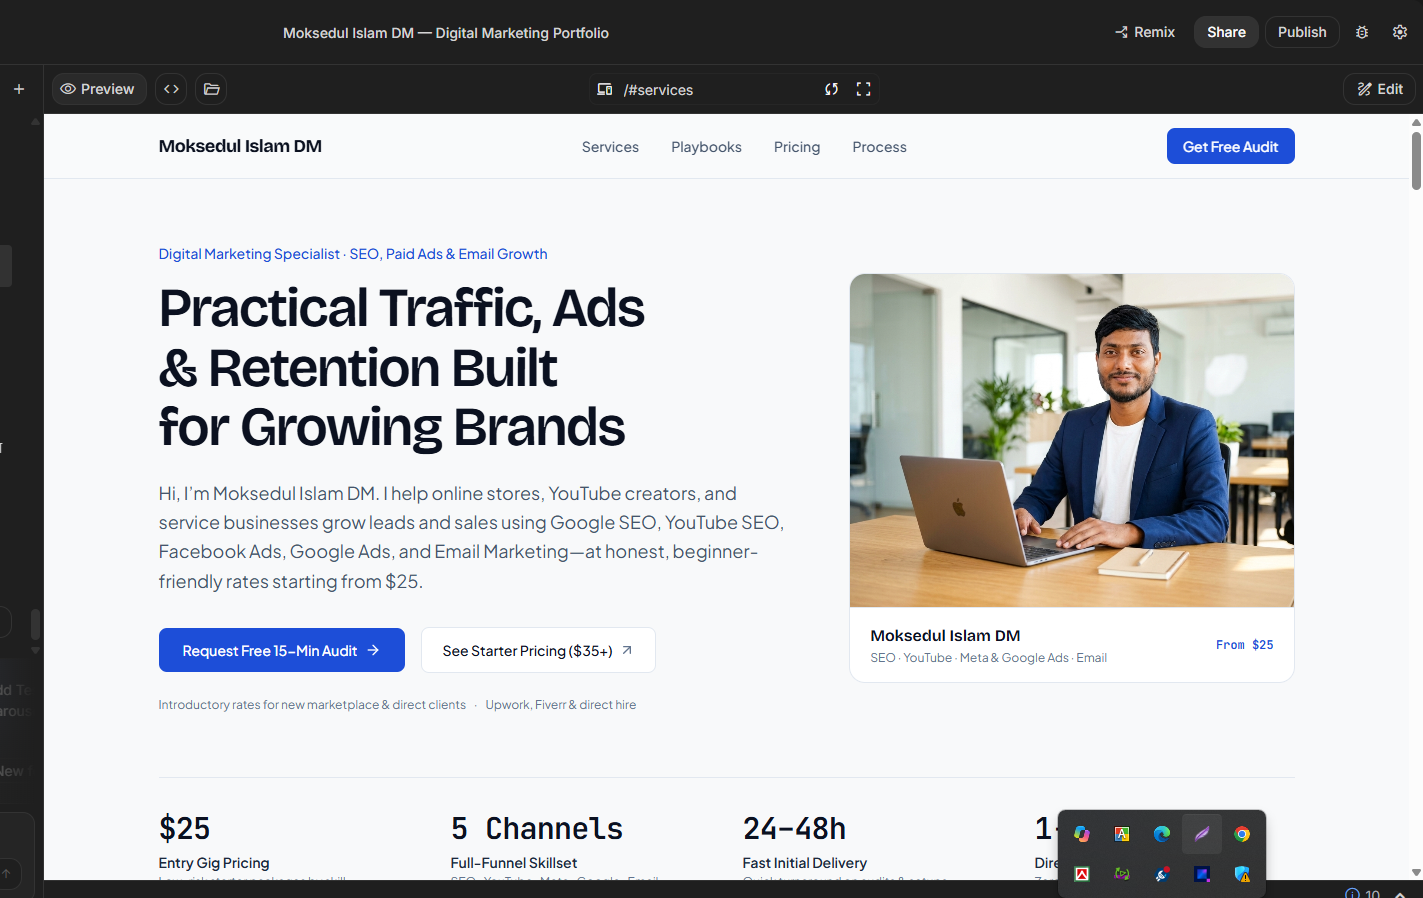 Moksedul Islam DM — Digital Marketing Portfolio
Remix
Share
Publish
Preview
/#services
Edit
Moksedul Islam DM
Services
Playbooks
Pricing
Process
Get Free Audit
Digital Marketing Specialist · SEO, Paid Ads & Email Growth
Practical Traffic, Ads
& Retention Built
for Growing Brands
Hi, I'm Moksedul Islam DM. I help online stores, YouTube creators, and
service businesses grow leads and sales using Google SEO, YouTube SEO,
Facebook Ads, Google Ads, and Email Marketing—at honest, beginner-
friendly rates starting from $25.
Request Free 15-Min Audit →
See Starter Pricing ($35+) ↗
Introductory rates for new marketplace & direct clients · Upwork, Fiverr & direct hire
Moksedul Islam DM
SEO · YouTube · Meta & Google Ads · Email
From $25
$25
Entry Gig Pricing
5 Channels
Full-Funnel Skillset
24–48h
Fast Initial Delivery
New
10